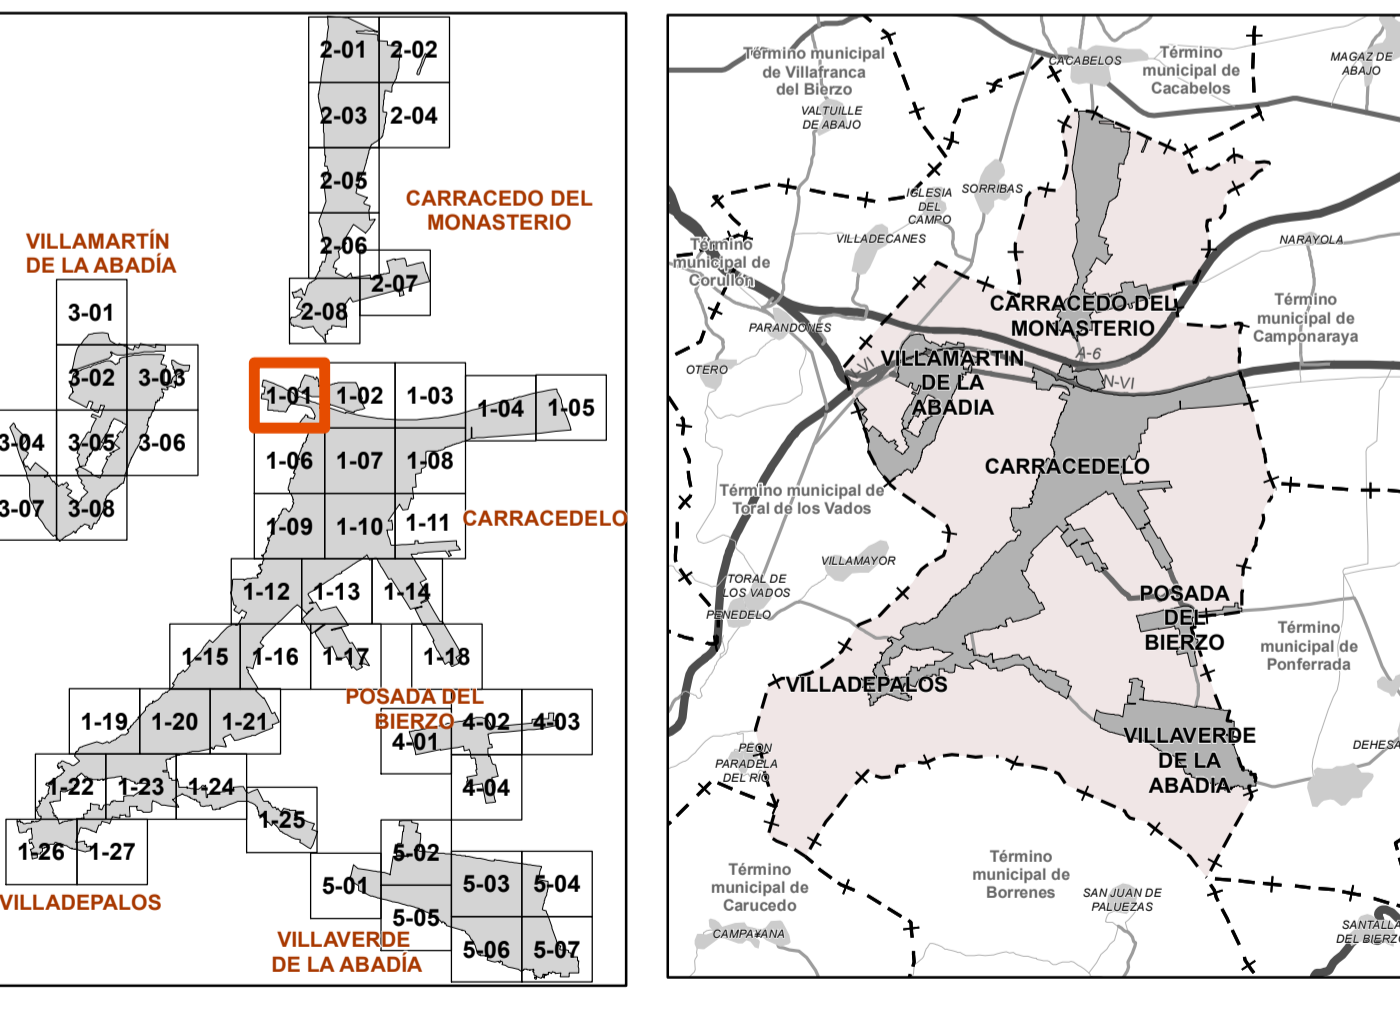 2-01
2-02
2-03
2-04
2-05
2-06
2-07
2-08
CARRACEDO DEL
MONASTERIO
VILLAMARTÍN
DE LA ABADÍA
3-01
3-02
3-03
3-04
3-05
3-06
3-07
3-08
1-01
1-02
1-03
1-04
1-05
1-06
1-07
1-08
1-09
1-10
1-11
CARRACEDELO
1-12
1-13
1-14
1-15
1-16
1-17
1-18
POSADA DEL
BIERZO
1-19
1-20
1-21
4-01
4-02
4-03
4-04
1-22
1-23
1-24
1-25
1-26
1-27
VILLADEPALOS
5-01
5-02
5-03
5-04
5-05
5-06
5-07
VILLAVERDE
DE LA ABADÍA
Término municipal
de Villafranca
del Bierzo
VALTUILLE
DE ABAJO
CACABELOS
Término
municipal de
Cacabelos
MAGAZ DE
ABAJO
IGLESIA
DEL
CAMPO
SORRIBAS
VILLADECANES
NARAYOLA
Término
municipal de
Corullón
PARANDONES
OTERO
CARRACEDO DEL
MONASTERIO
Término
municipal de
Camponaraya
A-6
N-VI
VILLAMARTIN
DE LA
ABADIA
N-VI
CARRACEDELO
Término municipal de
Toral de los Vados
VILLAMAYOR
TORAL DE
LOS VADOS
PENEDELO
POSADA
DEL
BIERZO
Término
municipal de
Ponferrada
VILLADEPALOS
VILLAVERDE
DE LA
ABADIA
PEON
PARADELA
DEL RÍO
DEHESA
Término
municipal de
Carucedo
Término
municipal de
Borrenes
SAN JUAN DE
PALUEZAS
CAMPAÑANA
SANTALLA
DEL BIERZO